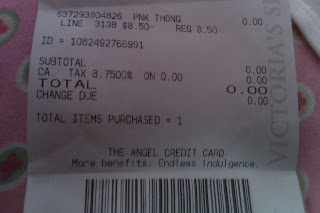 637293804826 PNK THONG 0.00
LINE 3138 $8.50- REG 8.50
ID = 1082492766991
SUBTOTAL 0.00
CA TAX 8.7500% ON 0.00 0.00
TOTAL 0.00
CHANGE DUE 0.00
TOTAL ITEMS PURCHASED = 1
THE ANGEL CREDIT CARD
More benefits. Endless Indulgence.
VICTORIA'S S